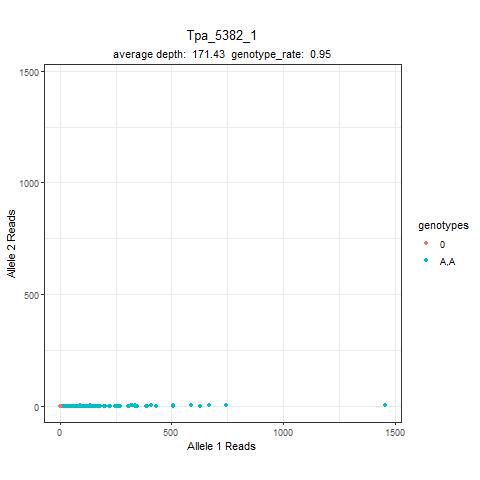 Tpa_5382_1
average depth:  171.43  genotype_rate:  0.95
1500
1000
500
0
Allele 2 Reads
0 500 1000 1500
Allele 1 Reads
genotypes
0
A,A